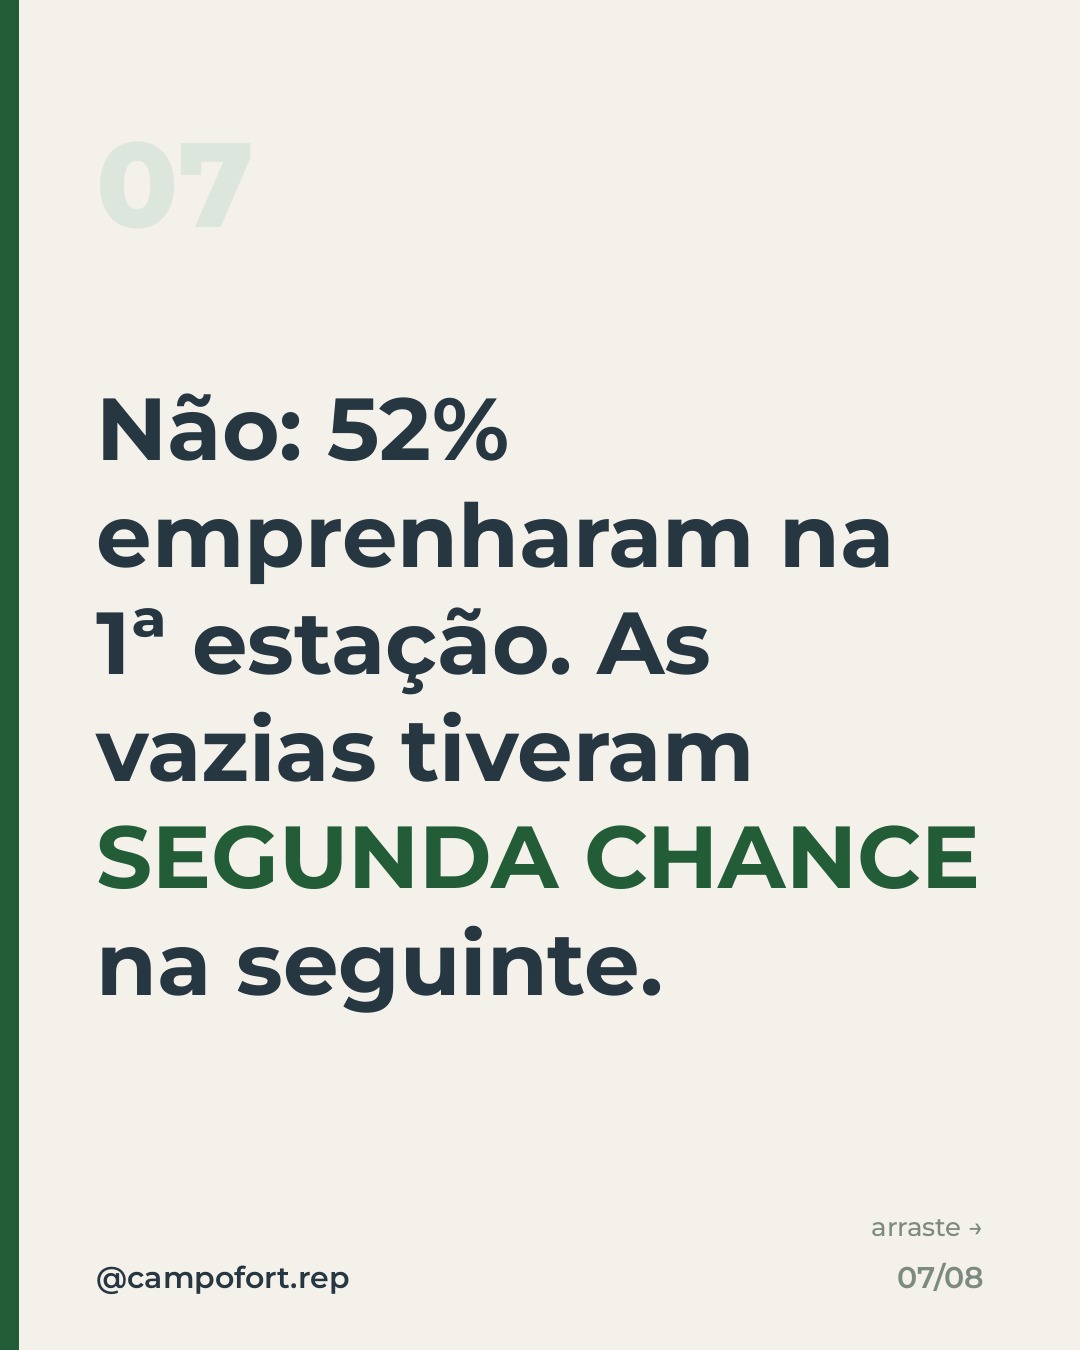 07
Não: 52%
emprenharam na
1ª estação. As
vazias tiveram
SEGUNDA CHANCE
na seguinte.
arraste →
@campofort.rep
07/08